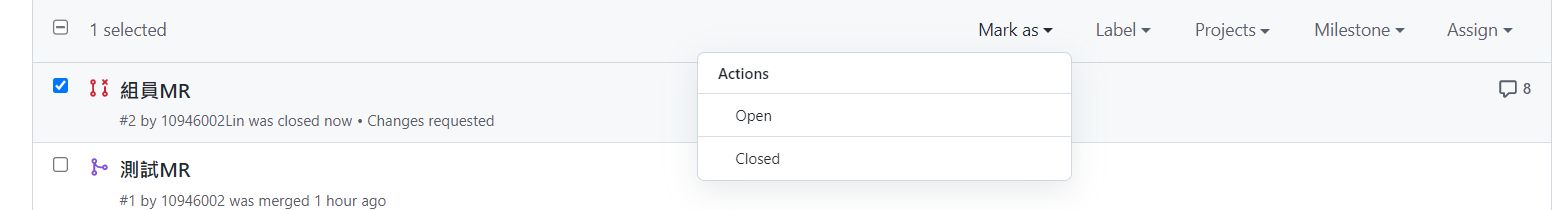 1 selected
Mark as
Label
Projects
Milestone
Assign
Actions
Open
Closed
組員MR
8
#2 by 10946002Lin was closed now • Changes requested
測試MR
#1 by 10946002 was merged 1 hour ago